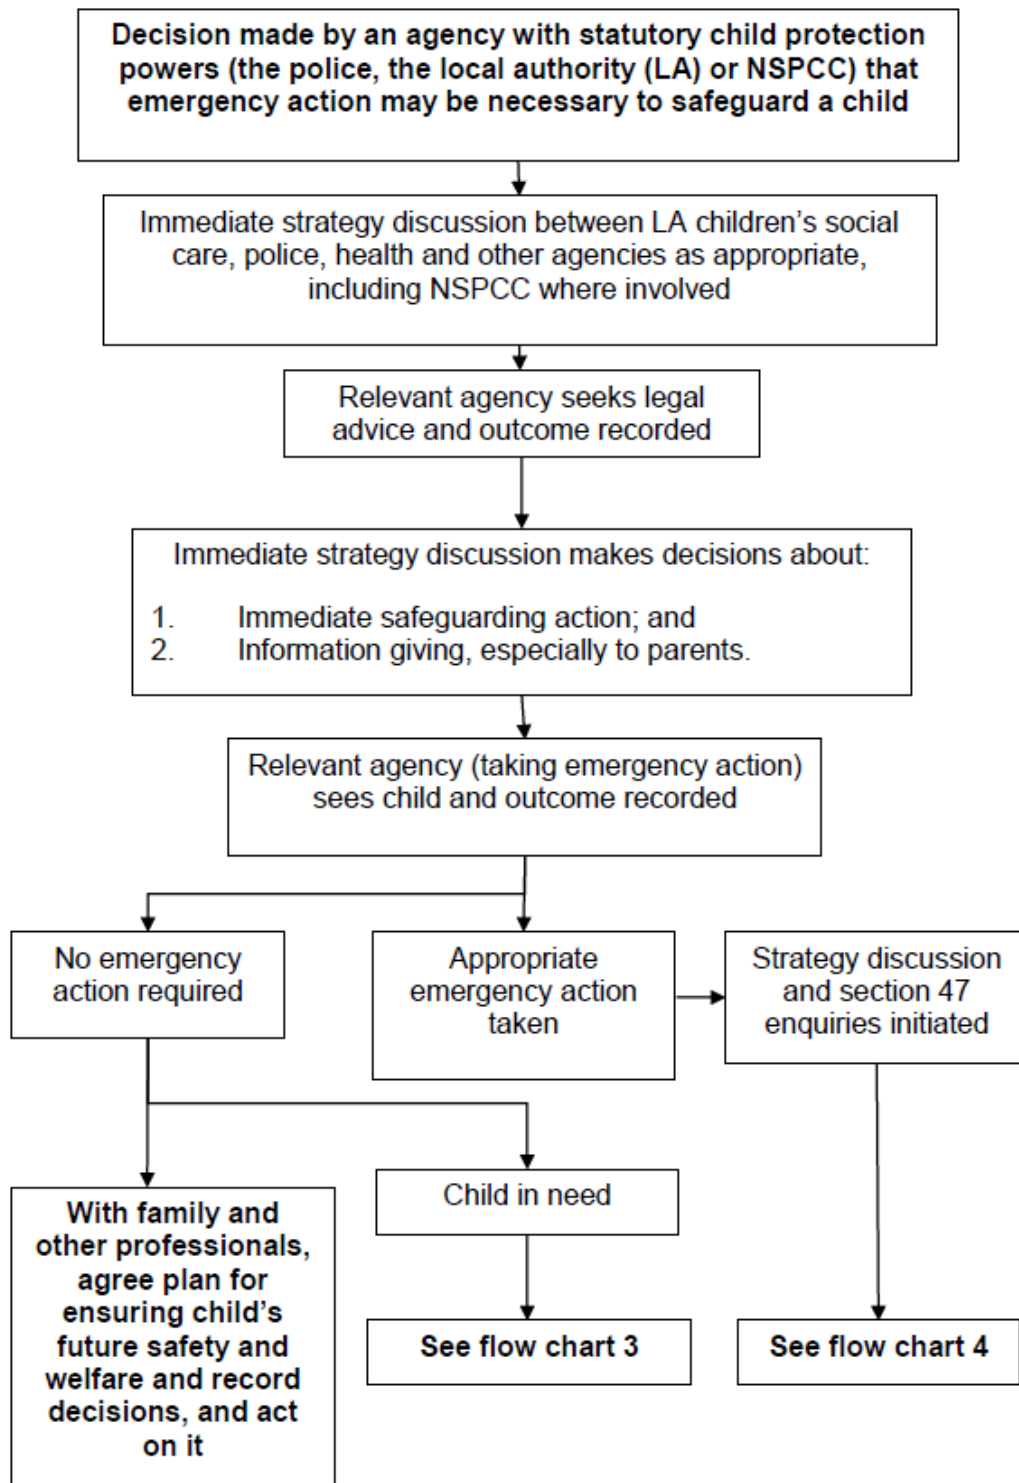 Decision made by an agency with statutory child protection
powers (the police, the local authority (LA) or NSPCC) that
emergency action may be necessary to safeguard a child
Immediate strategy discussion between LA children's social
care, police, health and other agencies as appropriate,
including NSPCC where involved
Relevant agency seeks legal
advice and outcome recorded
Immediate strategy discussion makes decisions about:
1. Immediate safeguarding action; and
2. Information giving, especially to parents.
Relevant agency (taking emergency action)
sees child and outcome recorded
No emergency
action required
Appropriate
emergency action
taken
Strategy discussion
and section 47
enquiries initiated
With family and
other professionals,
agree plan for
ensuring child's
future safety and
welfare and record
decisions, and act
on it
Child in need
See flow chart 3
See flow chart 4